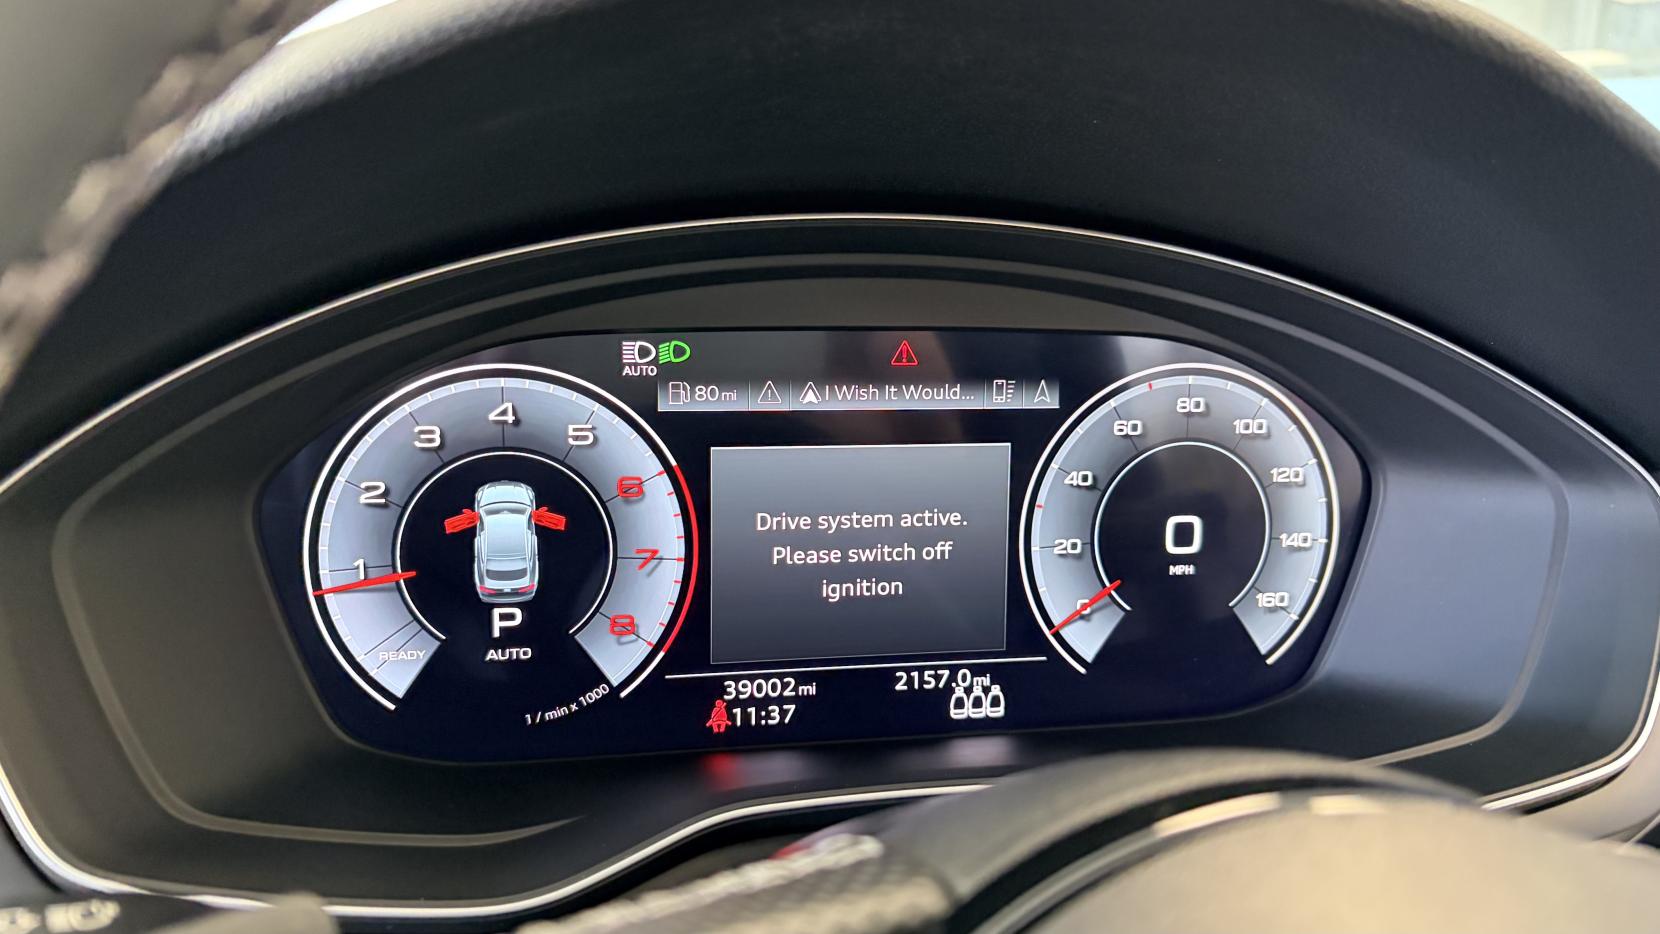 AUTO
80 mi
I Wish It Would...
1
2
3
4
5
6
7
8
READY
1 / min x 1000
P
AUTO
Drive system active.
Please switch off
ignition
0
20
40
60
80
100
120
140
160
0
MPH
39002 mi
2157.0 mi
11:37